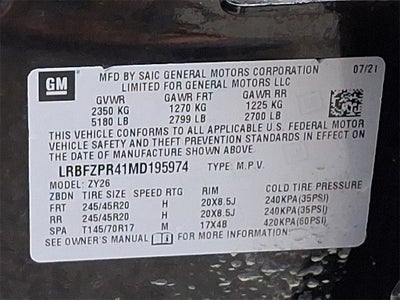 GM
MFD BY SAIC GENERAL MOTORS CORPORATION 07/21
LIMITED FOR GENERAL MOTORS LLC
GVWR GAWR FRT GAWR RR
2350 KG 1270 KG 1225 KG
5180 LB 2799 LB 2700 LB
THIS VEHICLE CONFORMS TO ALL APPLICABLE U.S. FEDERAL MOTOR
VEHICLE SAFETY AND THEFT PREVENTION STANDARDS IN EFFECT ON
THE DATE OF MANUFACTURE SHOWN ABOVE.
LRBFZPR41MD195974 TYPE: M.P.V.
MODEL: ZY26
ZBDN TIRE SIZE SPEED RTG RIM COLD TIRE PRESSURE
FRT 245/45R20 H 20X8.5J 240KPA(35PSI)
RR 245/45R20 H 20X8.5J 240KPA(35PSI)
SPA T145/70R17 M 17X4B 420KPA(60PSI)
SEE OWNER'S MANUAL FOR MORE INFORMATION.